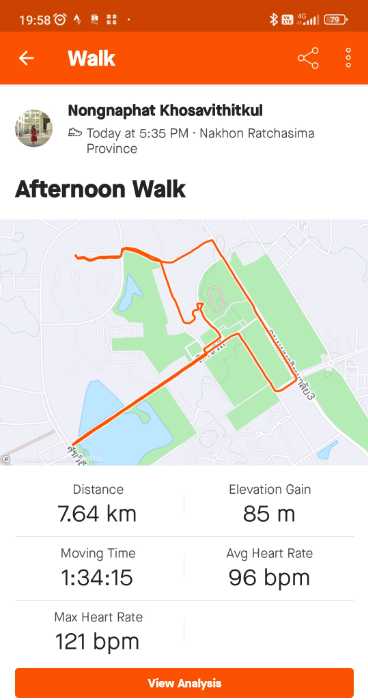 19:58
4G
79
Walk
Nongnaphat Khosavithitkul
Today at 5:35 PM · Nakhon Ratchasima
Province
Afternoon Walk
Distance
7.64 km
Elevation Gain
85 m
Moving Time
1:34:15
Avg Heart Rate
96 bpm
Max Heart Rate
121 bpm
View Analysis